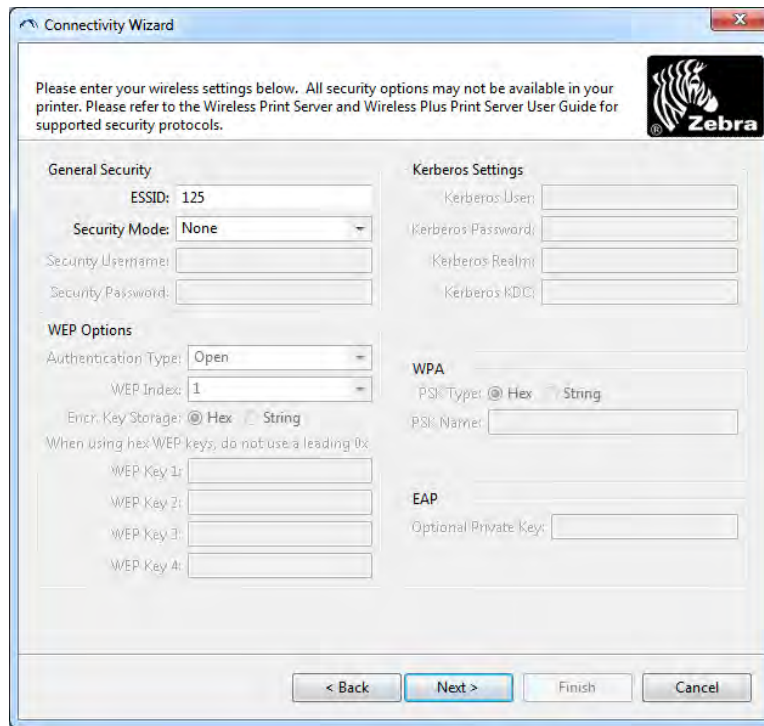 Connectivity Wizard
Please enter your wireless settings below. All security options may not be available in your
printer. Please refer to the Wireless Print Server and Wireless Plus Print Server User Guide for
supported security protocols.
® Zebra
General Security
ESSID: 125
Security Mode: None
Security Username:
Security Password:
WEP Options
Authentication Type: Open
WEP Index: 1
Encr. Key Storage: Hex String
When using hex WEP keys, do not use a leading 0x
WEP Key 1:
WEP Key 2:
WEP Key 3:
WEP Key 4:
Kerberos Settings
Kerberos User:
Kerberos Password:
Kerberos Realm:
Kerberos KDC:
WPA
PSK Type: Hex String
PSK Name:
EAP
Optional Private Key:
< Back Next > Finish Cancel